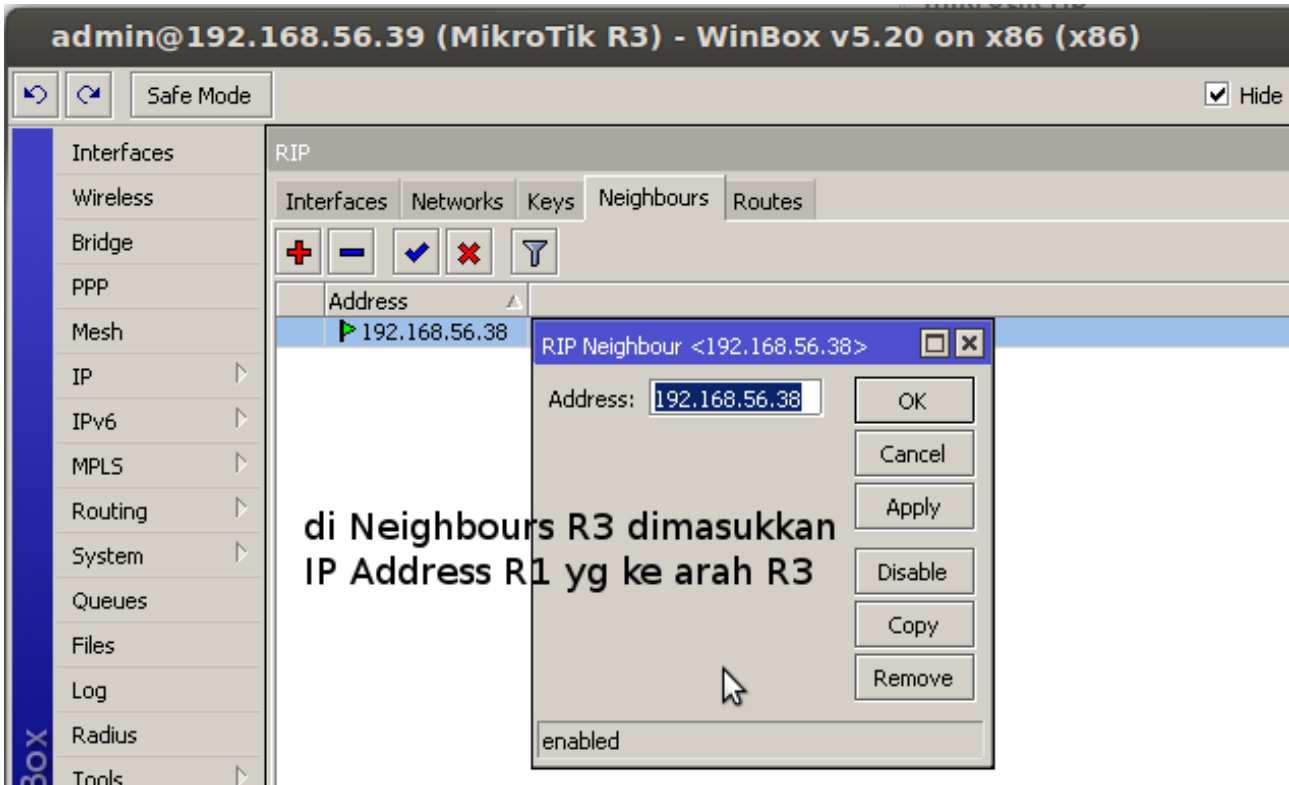 admin@192.168.56.39 (MikroTik R3) - WinBox v5.20 on x86 (x86)
Safe Mode
Hide
Interfaces
Wireless
Bridge
PPP
Mesh
IP
IPv6
MPLS
Routing
System
Queues
Files
Log
Radius
Tools
Box
RIP
Interfaces Networks Keys Neighbours Routes
Address
192.168.56.38
RIP Neighbour <192.168.56.38>
Address: 192.168.56.38
OK
Cancel
Apply
Disable
Copy
Remove
enabled
di Neighbours R3 dimasukkan
IP Address R1 yg ke arah R3